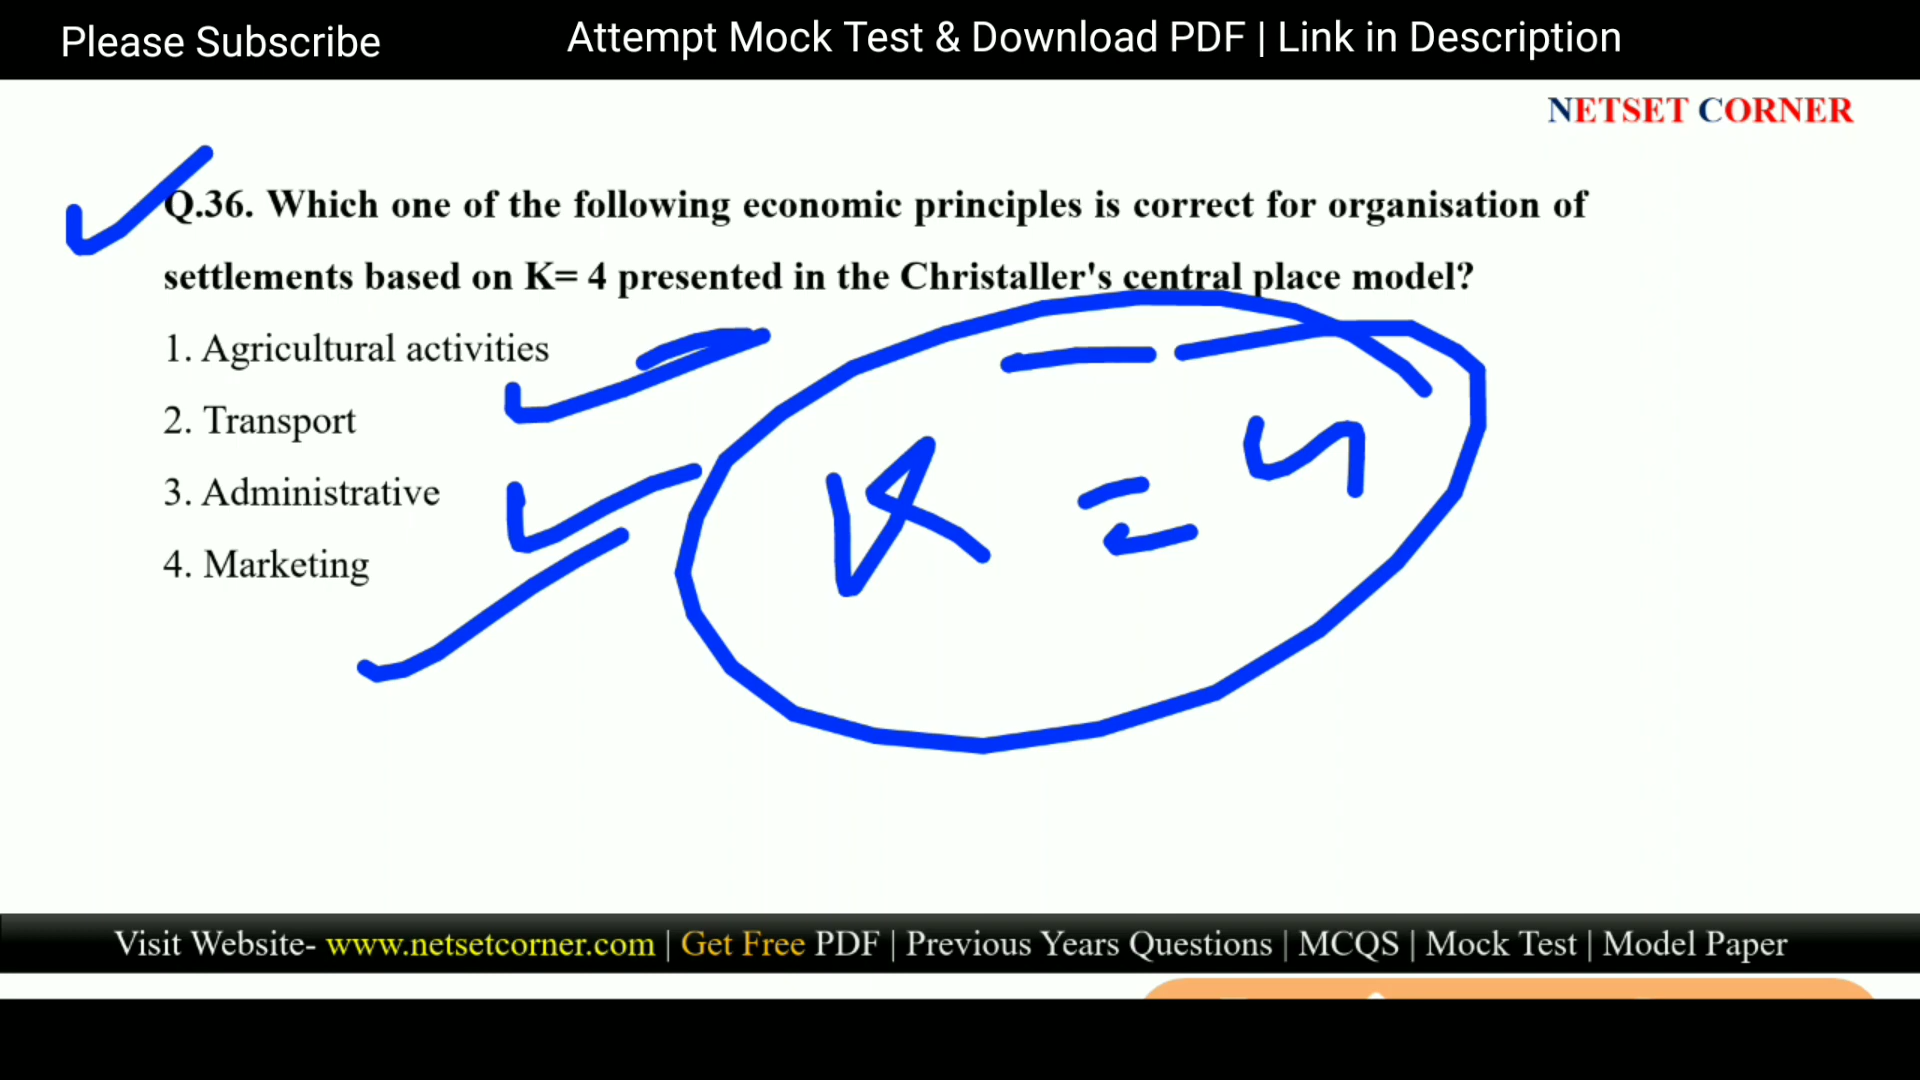 Please Subscribe
Attempt Mock Test & Download PDF | Link in Description
NETSET CORNER
Q.36. Which one of the following economic principles is correct for organisation of
settlements based on K= 4 presented in the Christaller's central place model?
1. Agricultural activities
2. Transport
3. Administrative
4. Marketing
K = 4
Visit Website- www.netsetcorner.com | Get Free PDF | Previous Years Questions | MCQS | Mock Test | Model Paper